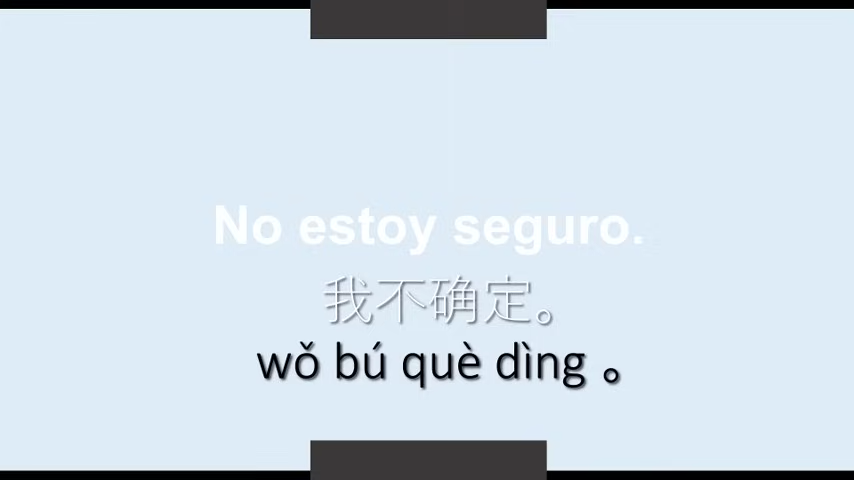 No estoy seguro.
我不确定。
wǒ bú què dìng 。